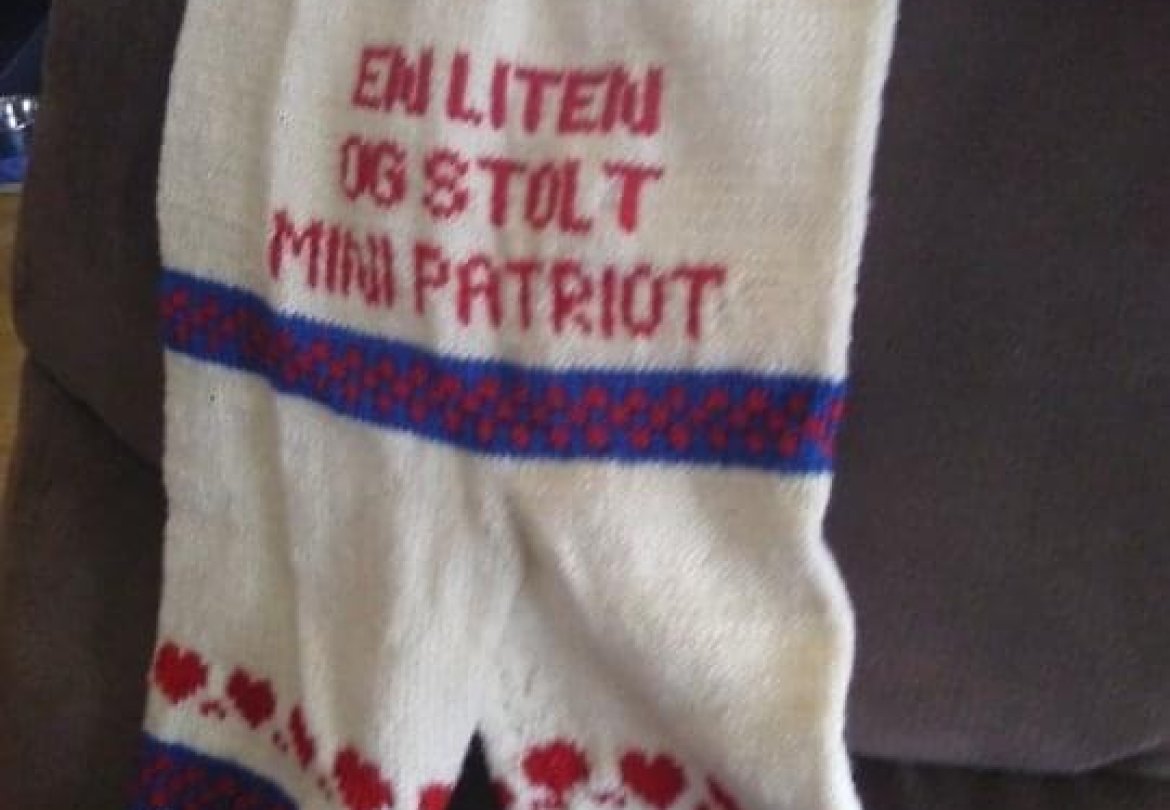 EN LITEN
OG STOLT
MINI PATRIOT